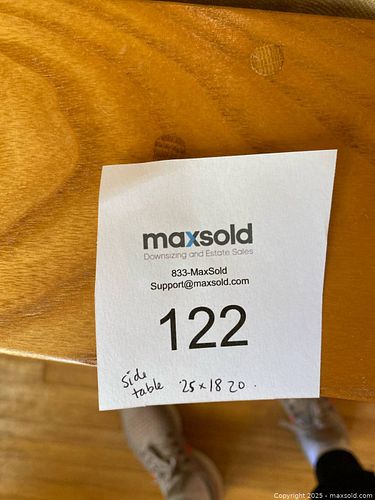 maxsold
Downsizing and Estate Sales
833-MaxSold
Support@maxsold.com
122
side
table 25 x 18 20.
Copyright 2025 - maxsold.com